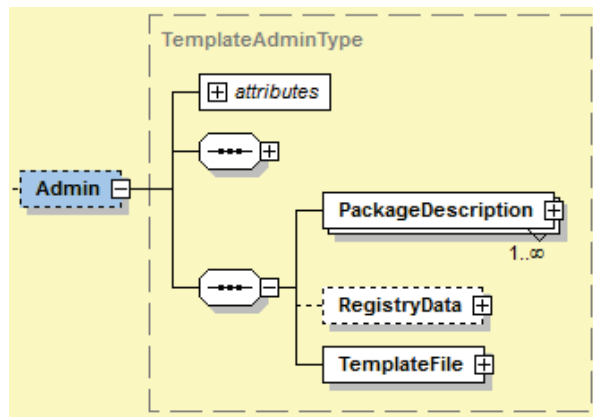 TemplateAdminType
attributes
Admin
PackageDescription
1..∞
RegistryData
TemplateFile